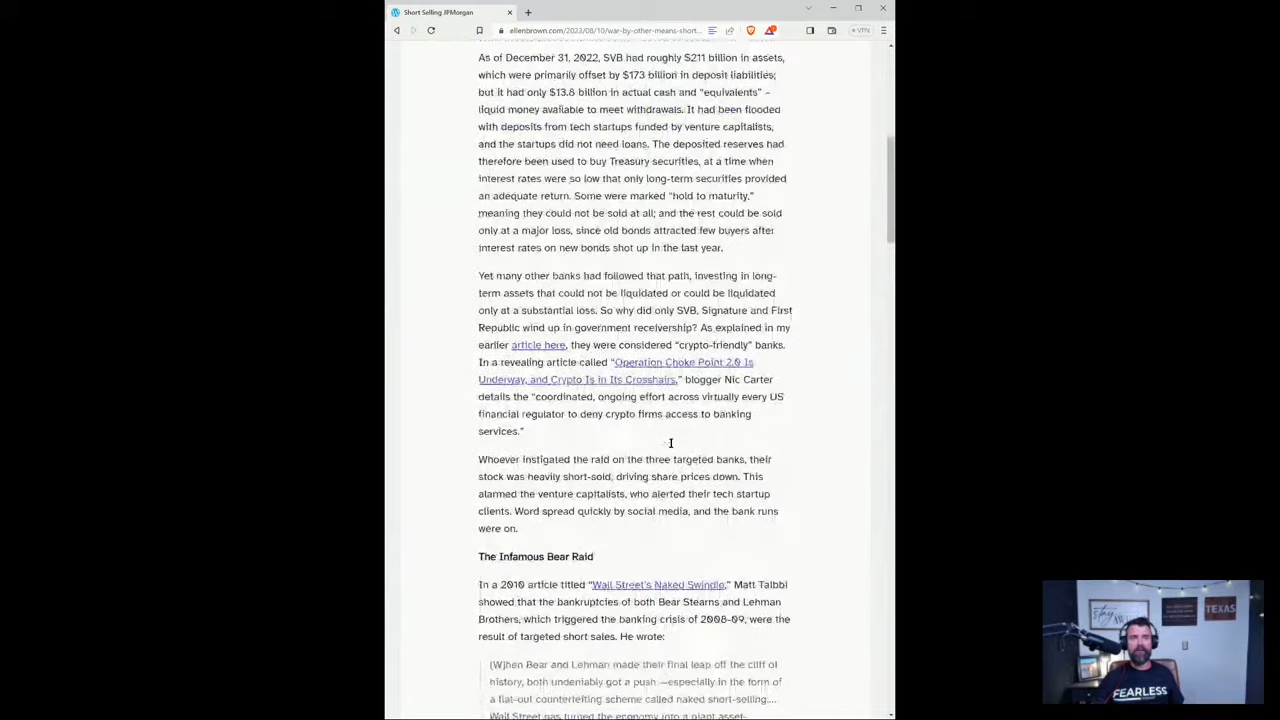 Short Selling JPMorgan
ellenbrown.com/2023/08/10/war-by-other-means-short...
VPN
As of December 31, 2022, SVB had roughly $211 billion in assets,
which were primarily offset by $173 billion in deposit liabilities;
but it had only $13.8 billion in actual cash and “equivalents” –
liquid money available to meet withdrawals. It had been flooded
with deposits from tech startups funded by venture capitalists,
and the startups did not need loans. The deposited reserves had
therefore been used to buy Treasury securities, at a time when
interest rates were so low that only long-term securities provided
an adequate return. Some were marked “hold to maturity,”
meaning they could not be sold at all; and the rest could be sold
only at a major loss, since old bonds attracted few buyers after
interest rates on new bonds shot up in the last year.
Yet many other banks had followed that path, investing in long-
term assets that could not be liquidated or could be liquidated
only at a substantial loss. So why did only SVB, Signature and First
Republic wind up in government receivership? As explained in my
earlier article here, they were considered “crypto-friendly” banks.
In a revealing article called “Operation Choke Point 2.0 Is
Underway, and Crypto Is in Its Crosshairs,” blogger Nic Carter
details the “coordinated, ongoing effort across virtually every US
financial regulator to deny crypto firms access to banking
services.”
Whoever instigated the raid on the three targeted banks, their
stock was heavily short-sold, driving share prices down. This
alarmed the venture capitalists, who alerted their tech startup
clients. Word spread quickly by social media, and the bank runs
were on.
The Infamous Bear Raid
In a 2010 article titled “Wall Street’s Naked Swindle,” Matt Taibbi
showed that the bankruptcies of both Bear Stearns and Lehman
Brothers, which triggered the banking crisis of 2008-09, were the
result of targeted short sales. He wrote:
[W]hen Bear and Lehman made their final leap off the cliff of
history, both undeniably got a push —especially in the form of
a flat-out counterfeiting scheme called naked short-selling....
Wall Street has turned the economy into a giant asset-
stay
TEXAS
FEARLESS